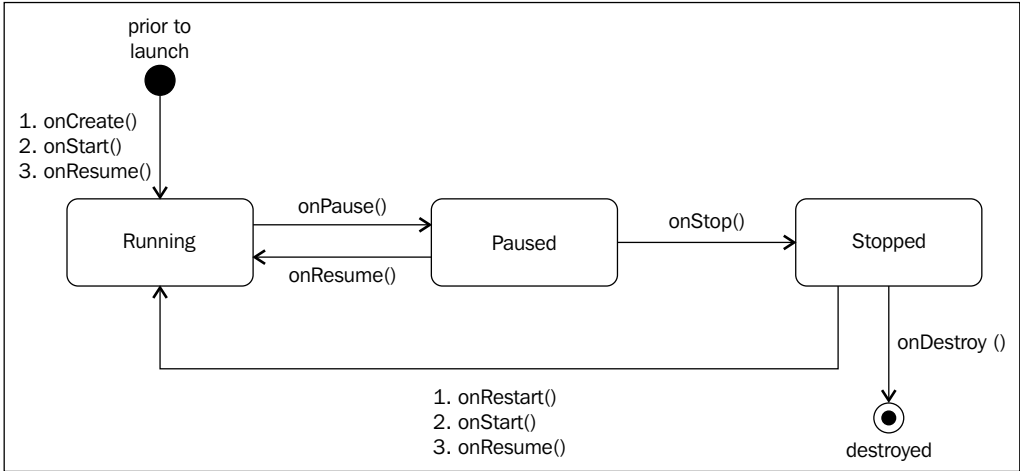 prior to
launch
1. onCreate()
2. onStart()
3. onResume()
Running
onPause()
onResume()
Paused
onStop()
Stopped
onDestroy ()
1. onRestart()
2. onStart()
3. onResume()
destroyed